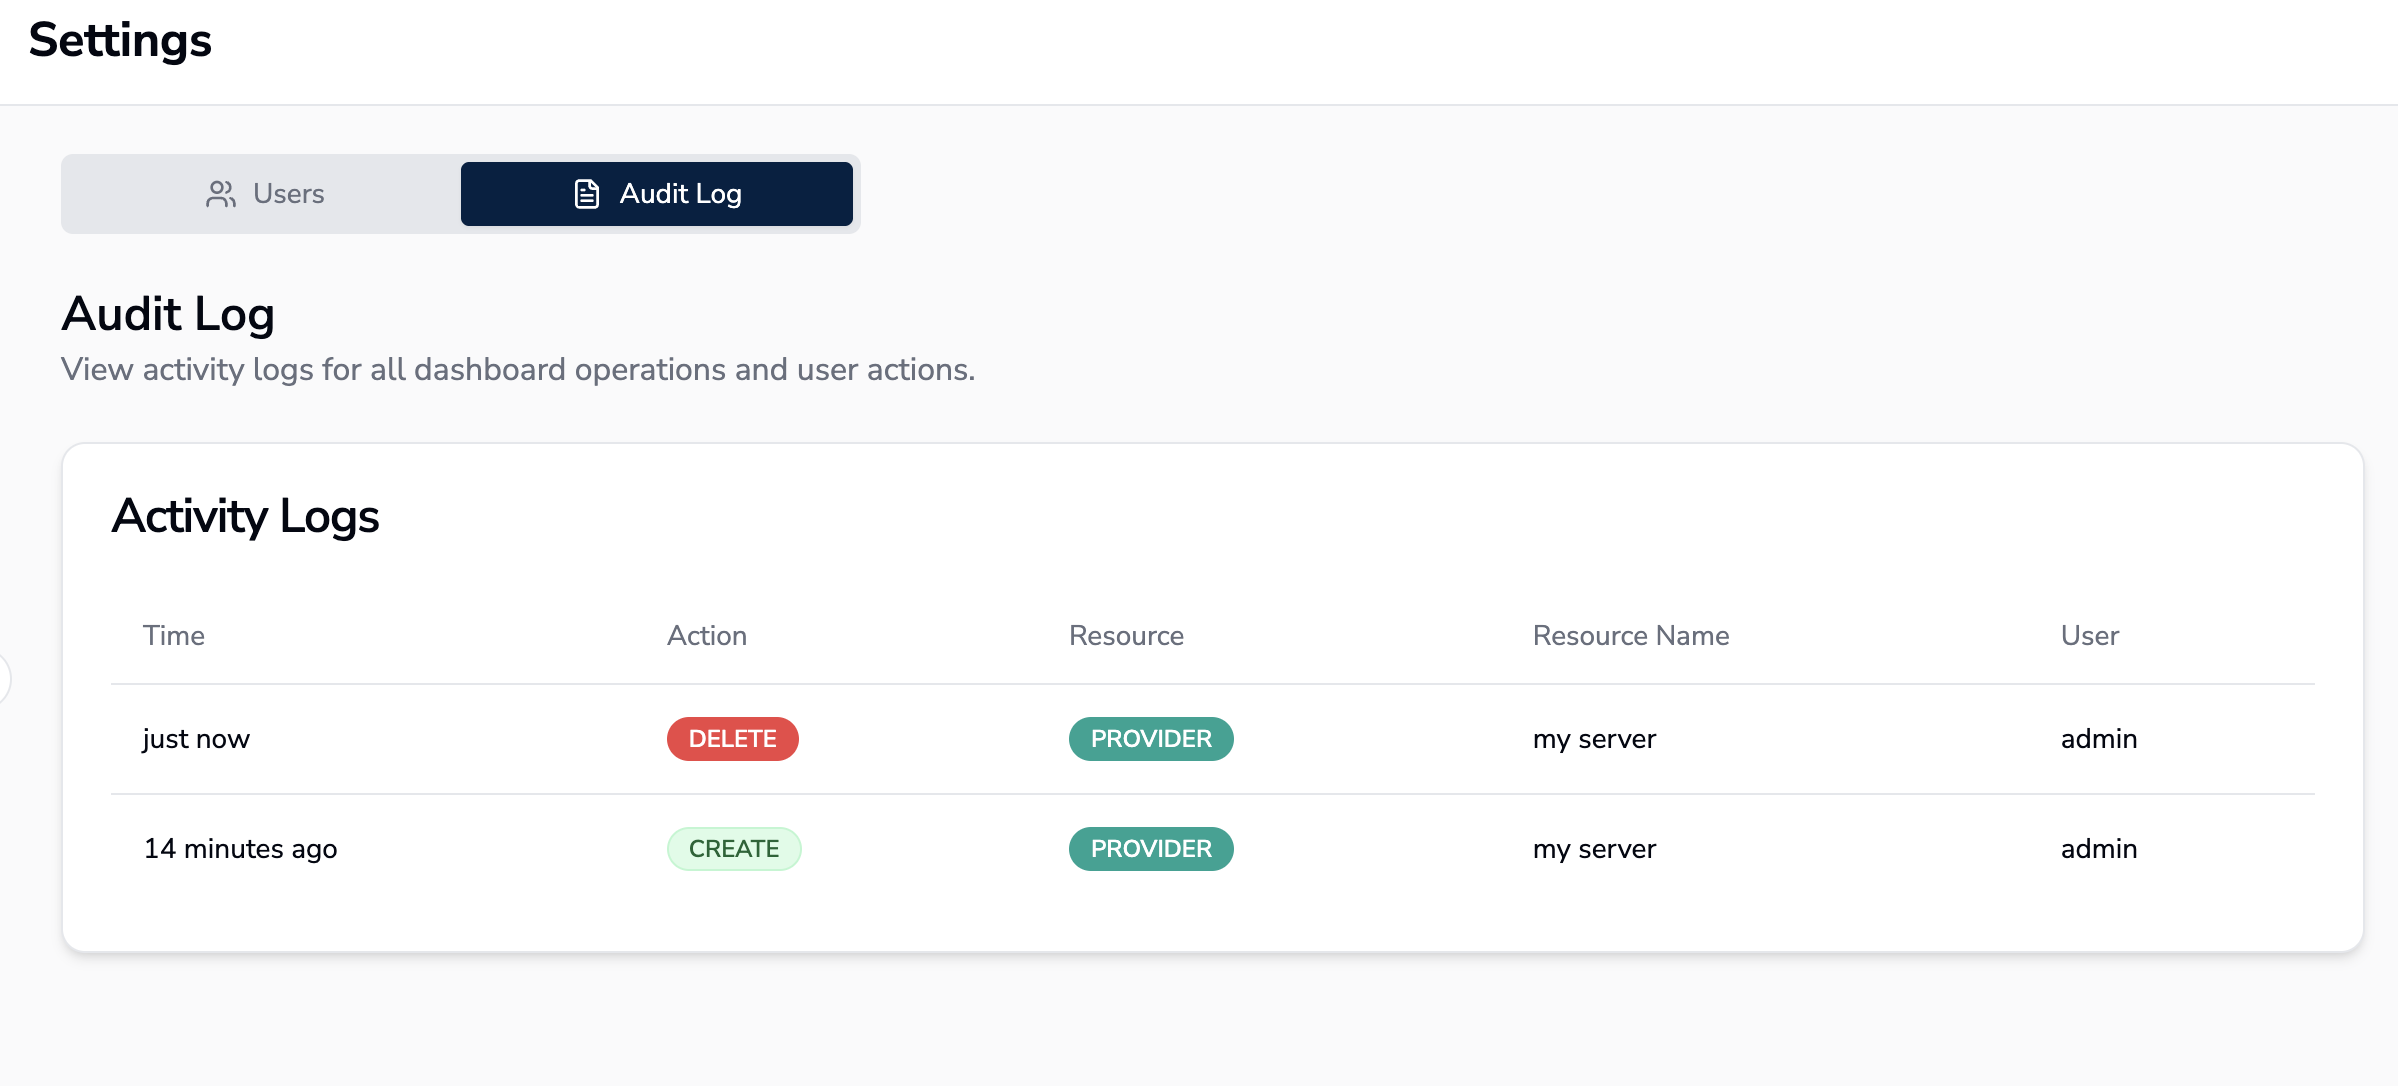 Settings
Users
Audit Log
Audit Log
View activity logs for all dashboard operations and user actions.
Activity Logs
Time Action Resource Resource Name User
just now DELETE PROVIDER my server admin
14 minutes ago CREATE PROVIDER my server admin